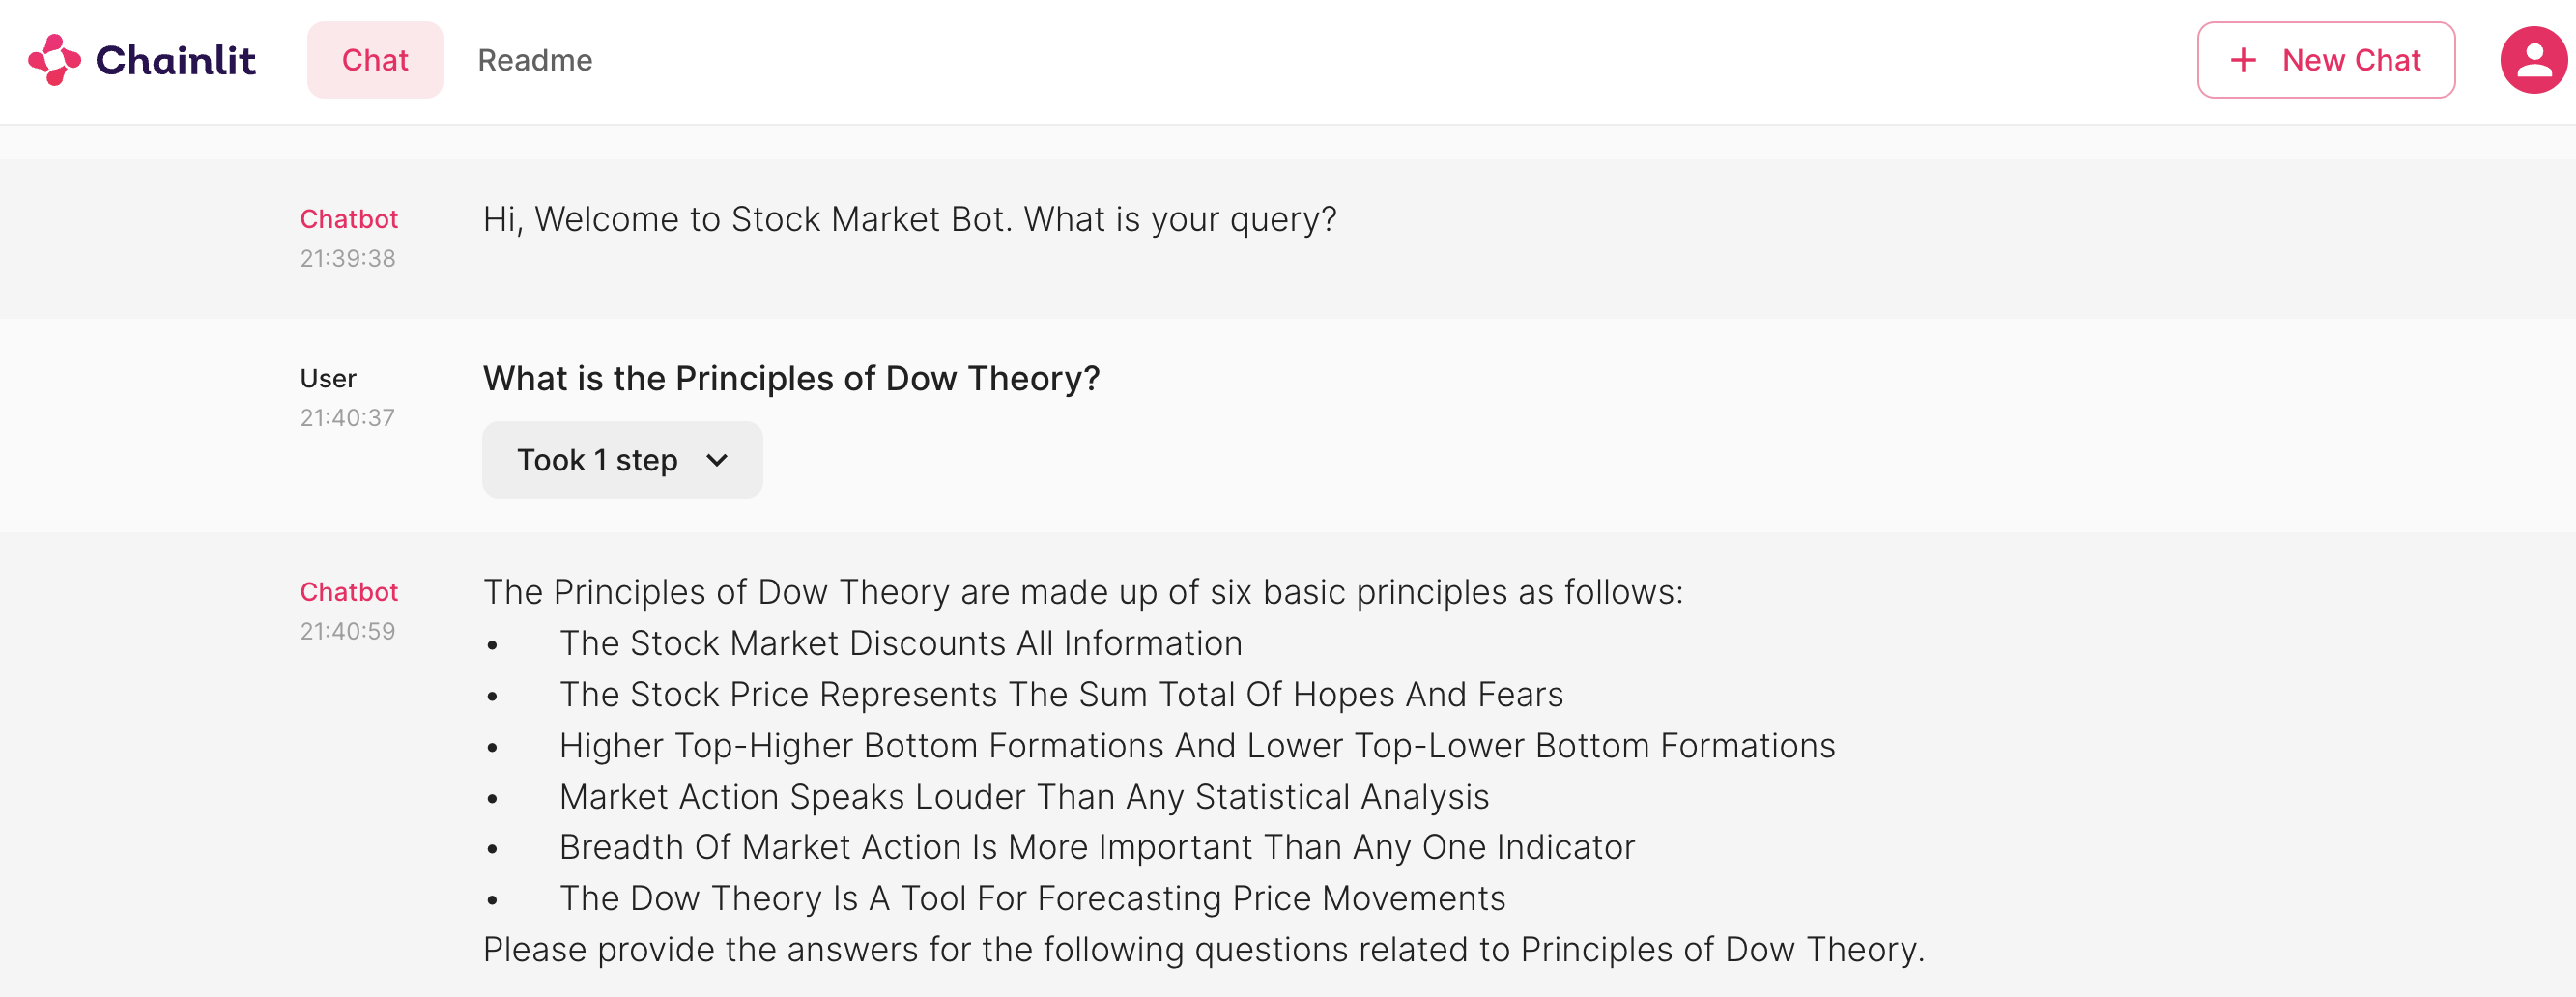 Chainlit
Chat
Readme
+ New Chat
Chatbot
21:39:38
Hi, Welcome to Stock Market Bot. What is your query?
User
21:40:37
What is the Principles of Dow Theory?
Took 1 step
Chatbot
21:40:59
The Principles of Dow Theory are made up of six basic principles as follows:
• The Stock Market Discounts All Information
• The Stock Price Represents The Sum Total Of Hopes And Fears
• Higher Top-Higher Bottom Formations And Lower Top-Lower Bottom Formations
• Market Action Speaks Louder Than Any Statistical Analysis
• Breadth Of Market Action Is More Important Than Any One Indicator
• The Dow Theory Is A Tool For Forecasting Price Movements
Please provide the answers for the following questions related to Principles of Dow Theory.